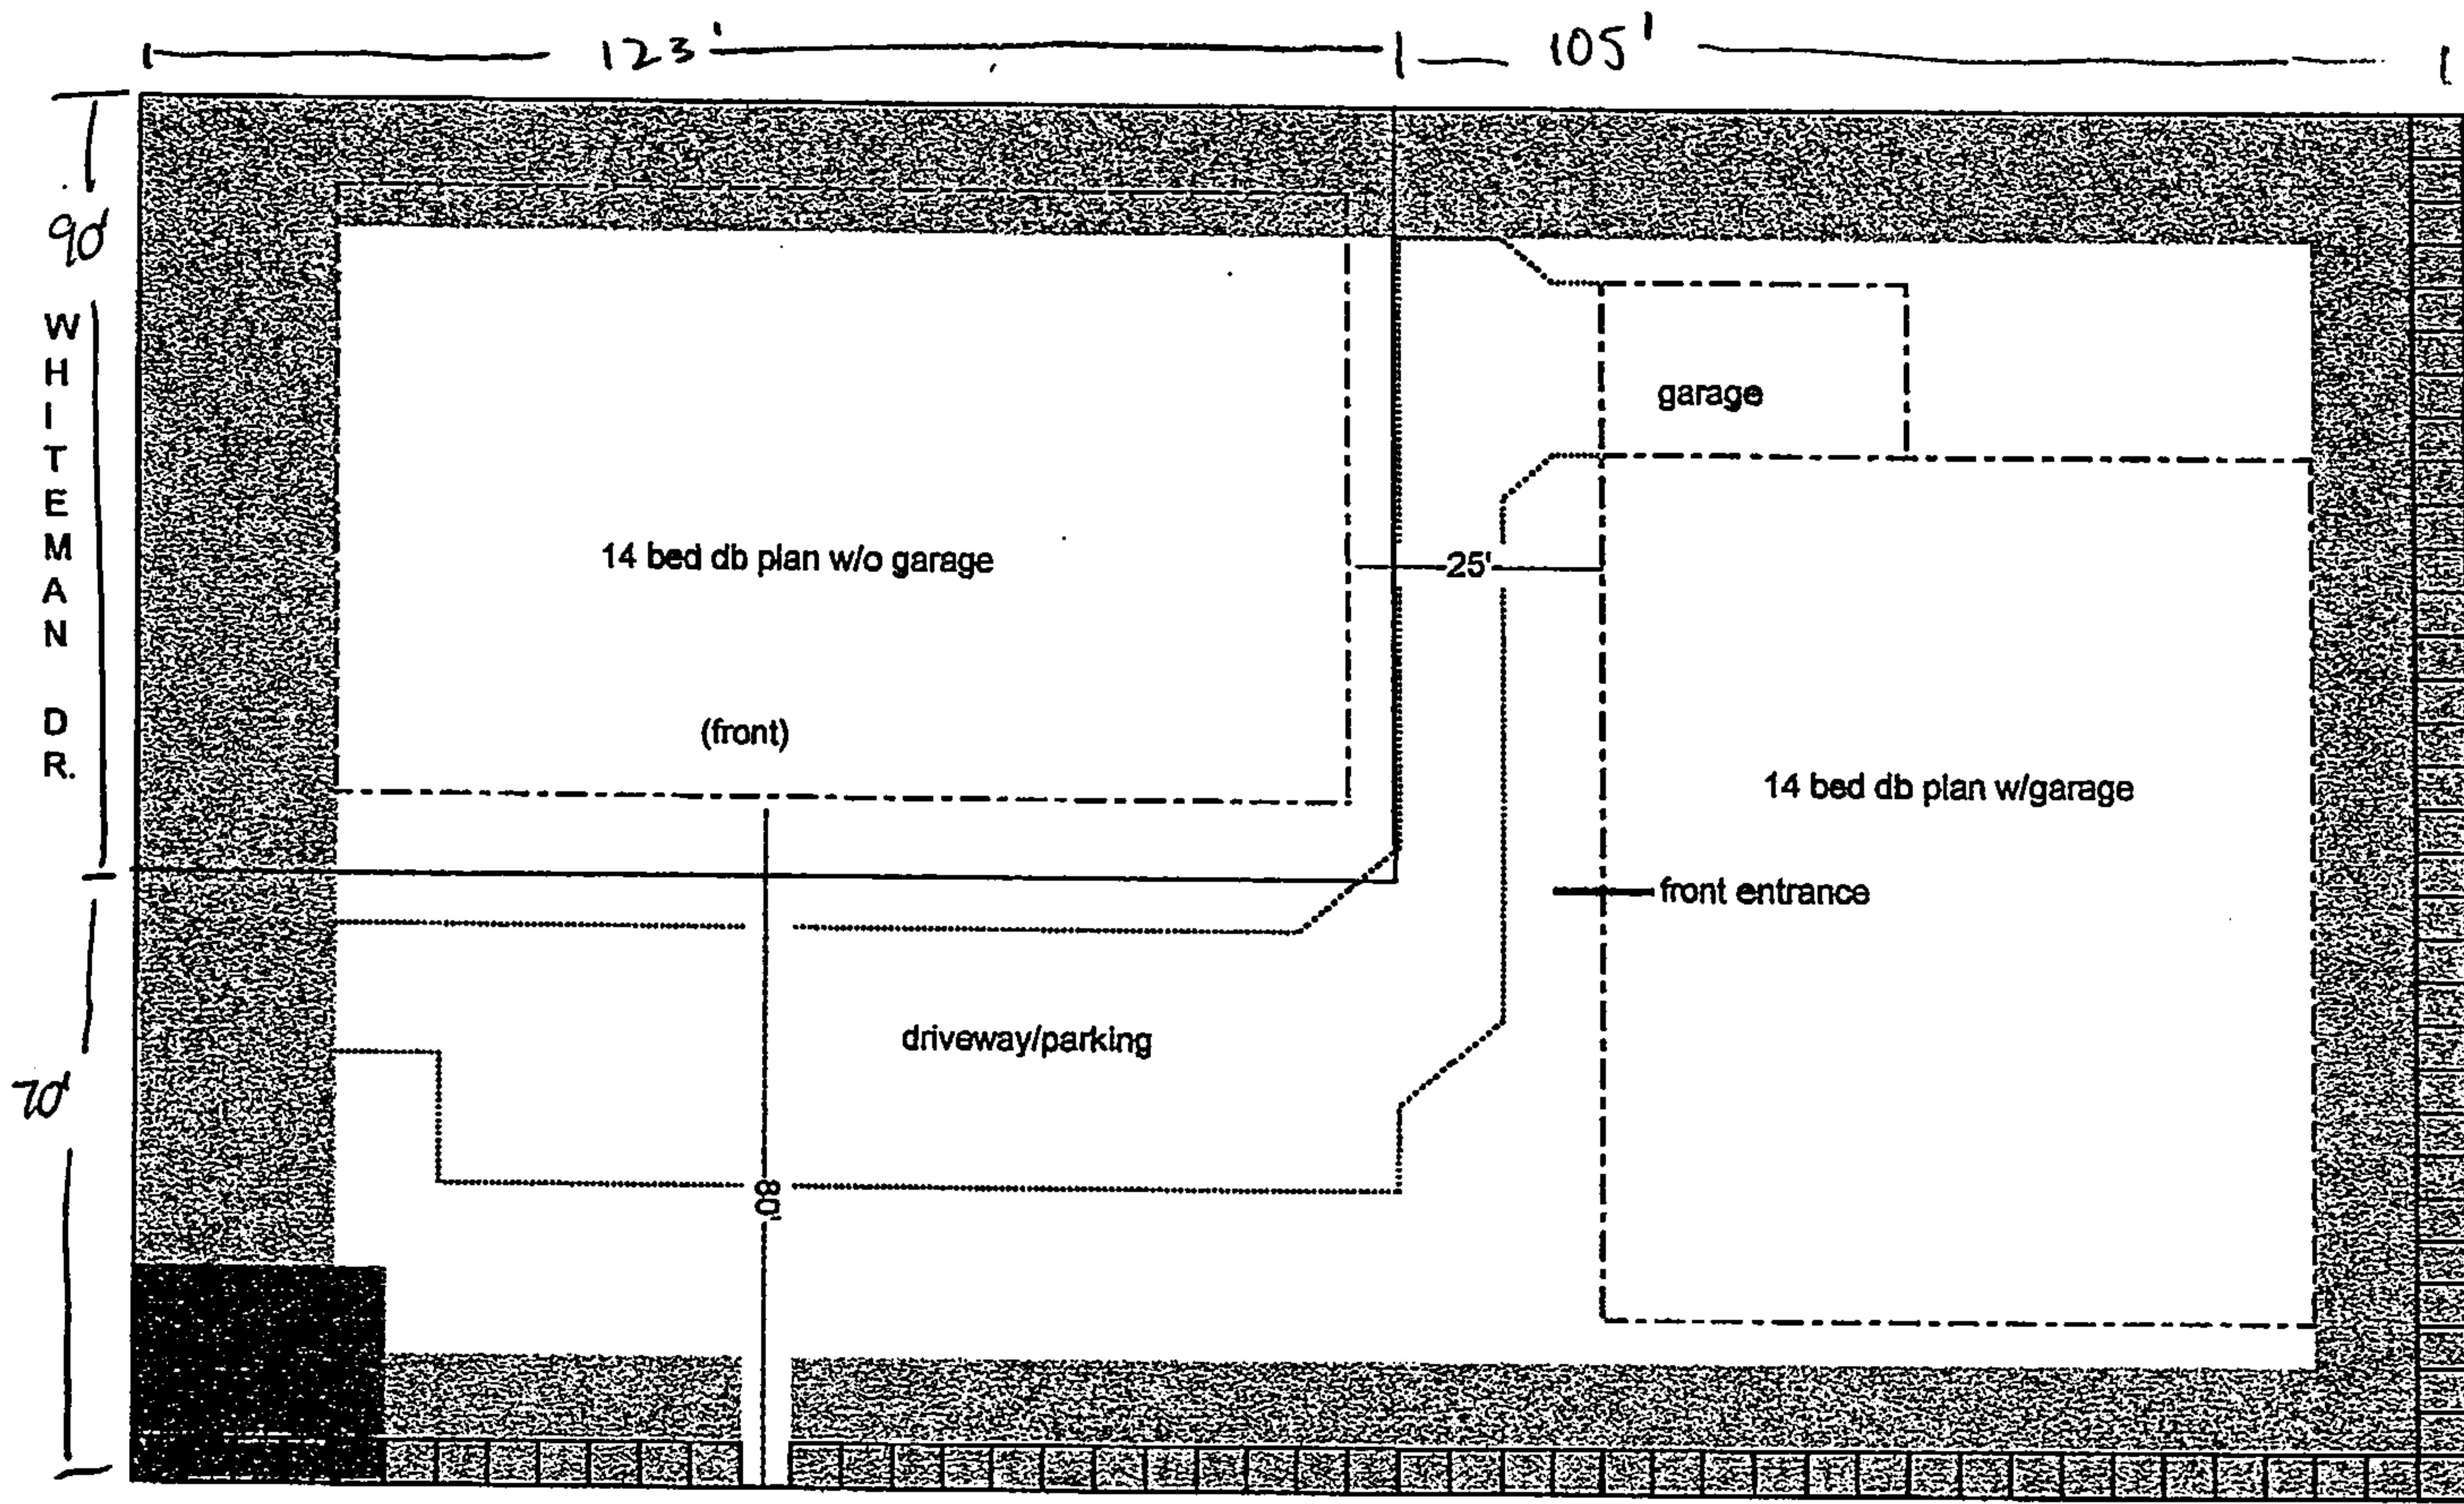 123'
105'
90'
WHITEMAN DR.
70'
garage
14 bed db plan w/o garage
25'
(front)
14 bed db plan w/garage
front entrance
driveway/parking
80'